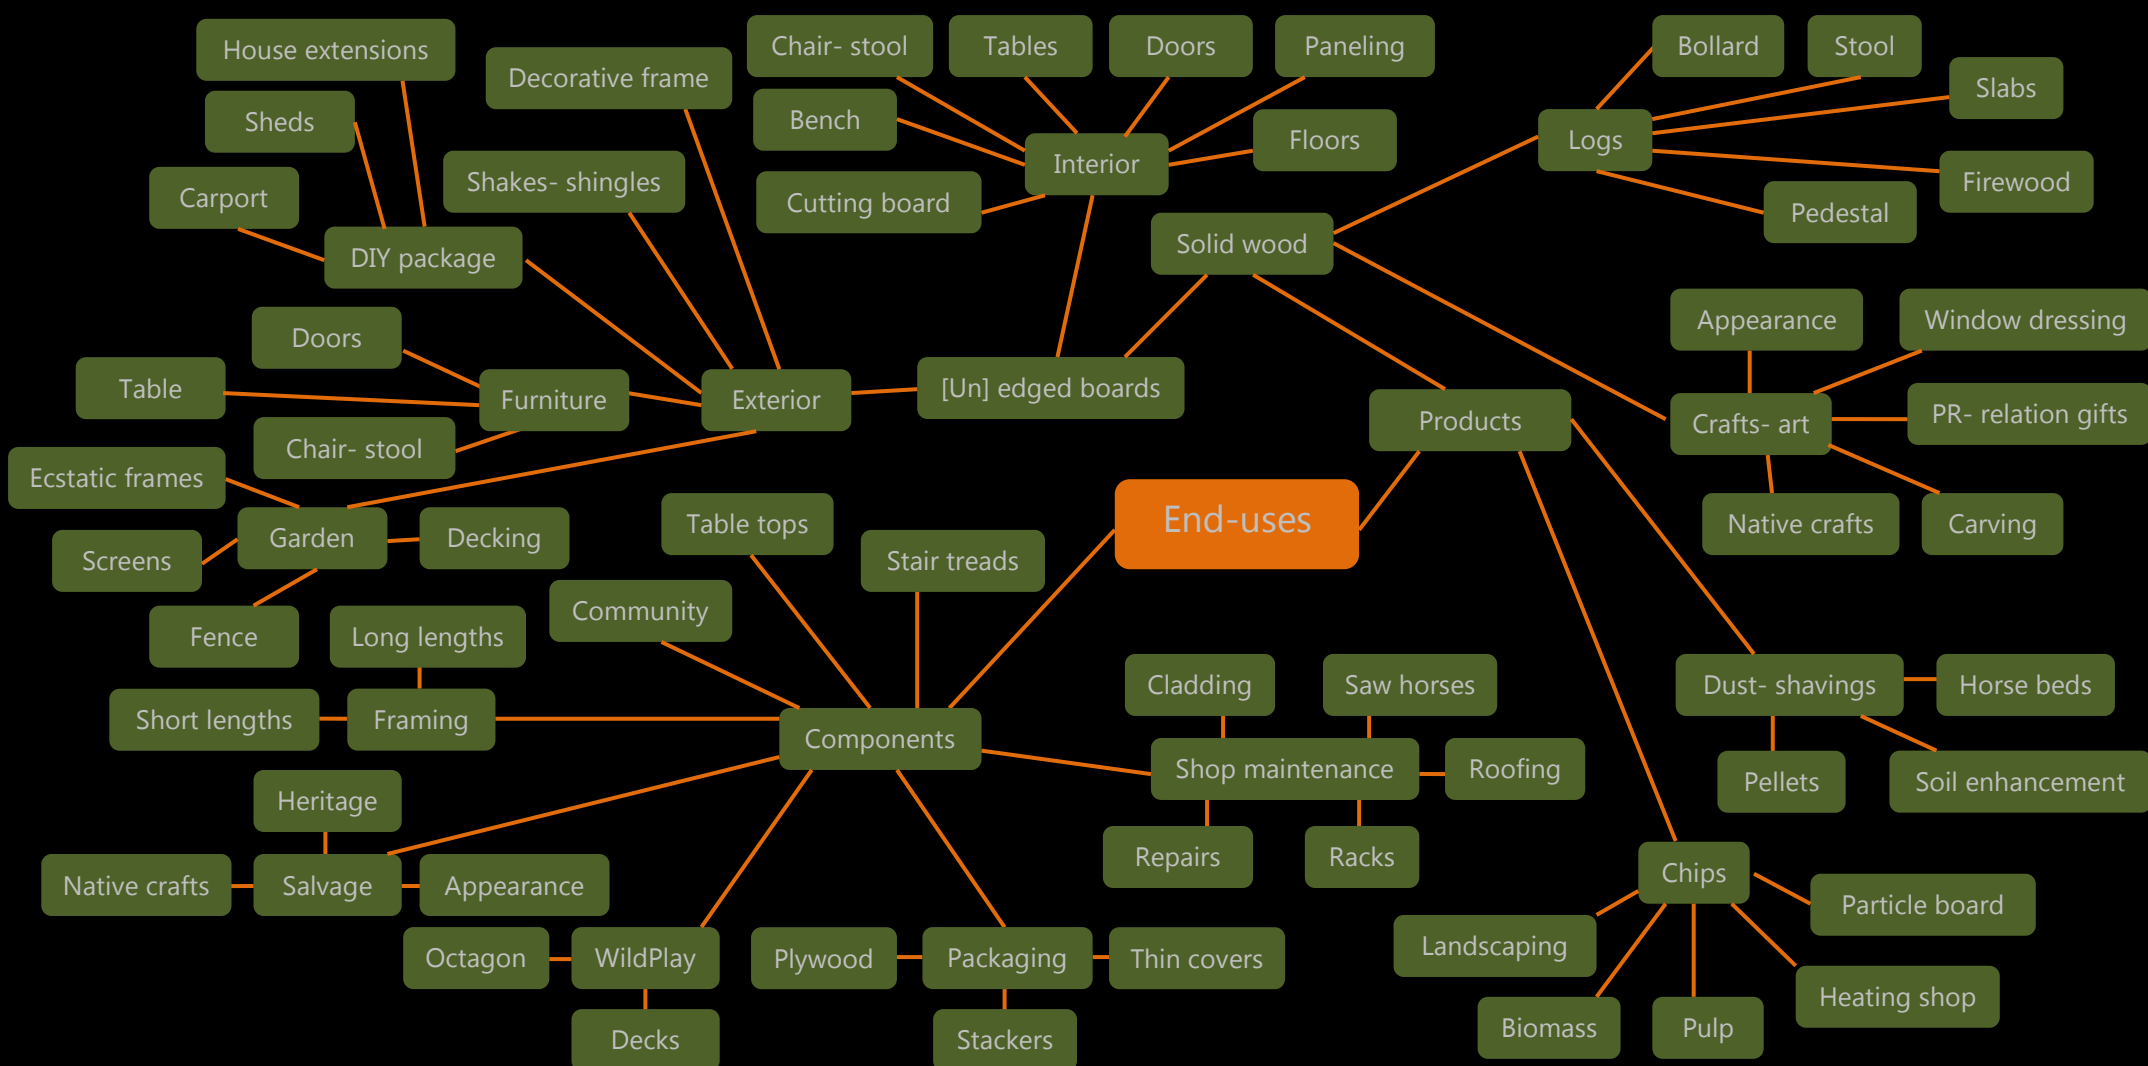 House extensions
Decorative frame
Sheds
Shakes- shingles
Carport
DIY package
Chair- stool
Tables
Doors
Paneling
Bench
Floors
Interior
Cutting board
Solid wood
Bollard
Stool
Slabs
Logs
Firewood
Pedestal
Doors
Table
Furniture
Chair- stool
Exterior
[Un] edged boards
Products
Appearance
Window dressing
PR- relation gifts
Crafts- art
Native crafts
Carving
Ecstatic frames
Garden
Decking
Screens
Fence
End-uses
Table tops
Stair treads
Community
Long lengths
Short lengths
Framing
Components
Cladding
Saw horses
Shop maintenance
Roofing
Repairs
Racks
Dust- shavings
Horse beds
Pellets
Soil enhancement
Heritage
Native crafts
Salvage
Appearance
Octagon
WildPlay
Decks
Plywood
Packaging
Thin covers
Stackers
Chips
Particle board
Landscaping
Heating shop
Biomass
Pulp